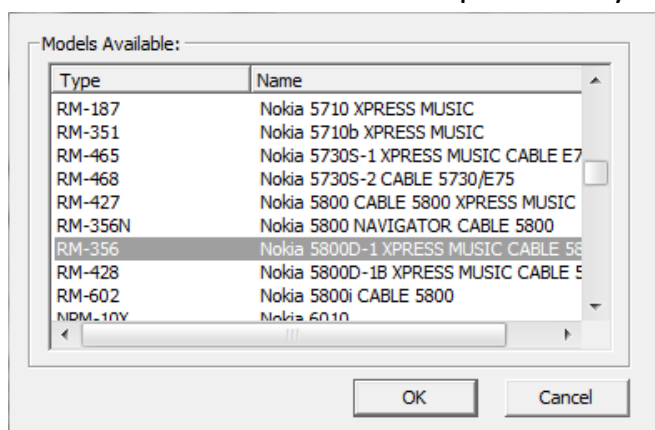 Models Available:
Type Name
RM-187 Nokia 5710 XPRESS MUSIC
RM-351 Nokia 5710b XPRESS MUSIC
RM-465 Nokia 5730S-1 XPRESS MUSIC CABLE E7
RM-468 Nokia 5730S-2 CABLE 5730/E75
RM-427 Nokia 5800 CABLE 5800 XPRESS MUSIC
RM-356N Nokia 5800 NAVIGATOR CABLE 5800
RM-356 Nokia 5800D-1 XPRESS MUSIC CABLE 58
RM-428 Nokia 5800D-1B XPRESS MUSIC CABLE 5
RM-602 Nokia 5800i CABLE 5800
NPM-10X Nokia 6010
OK Cancel